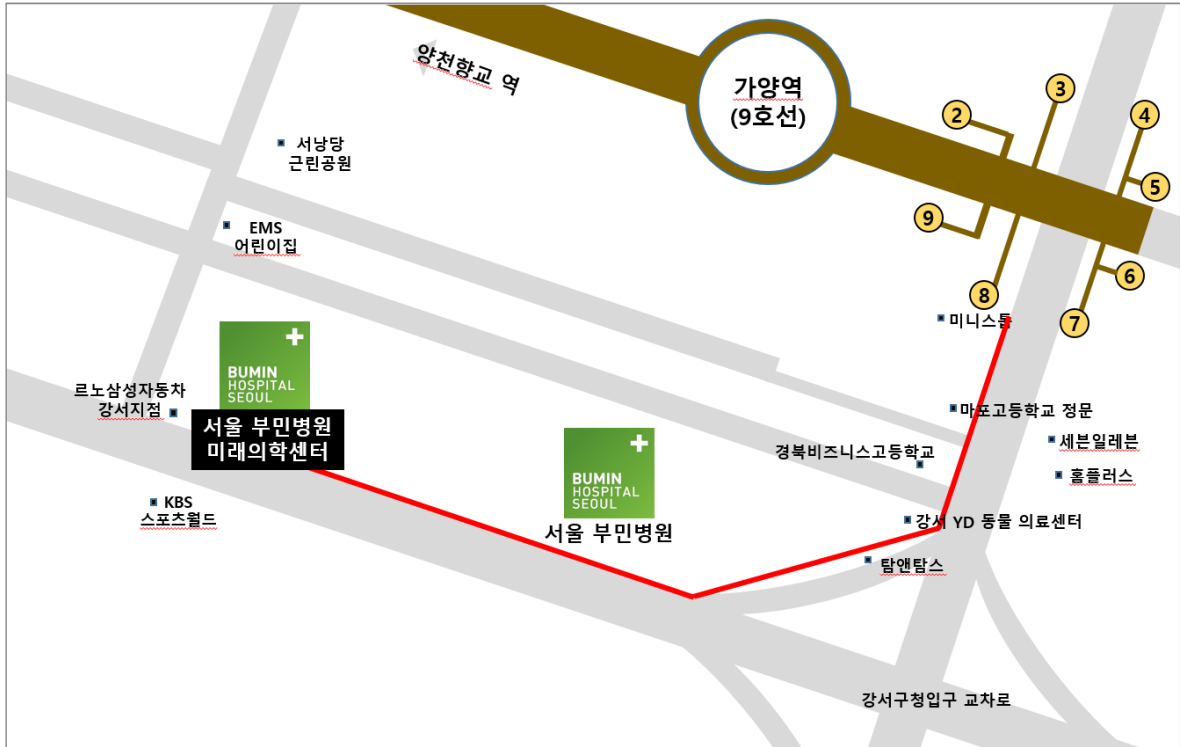 양천향교 역
가양역
(9호선)
2
3
4
5
9
6
8
7
서낭당
근린공원
EMS
어린이집
미니스톱
르노삼성자동차
강서지점
BUMIN
HOSPITAL
SEOUL
서울 부민병원
미래의학센터
마포고등학교 정문
세븐일레븐
경북비즈니스고등학교
홈플러스
BUMIN
HOSPITAL
SEOUL
서울 부민병원
KBS
스포츠월드
강서 YD 동물 의료센터
탐앤탐스
강서구청입구 교차로